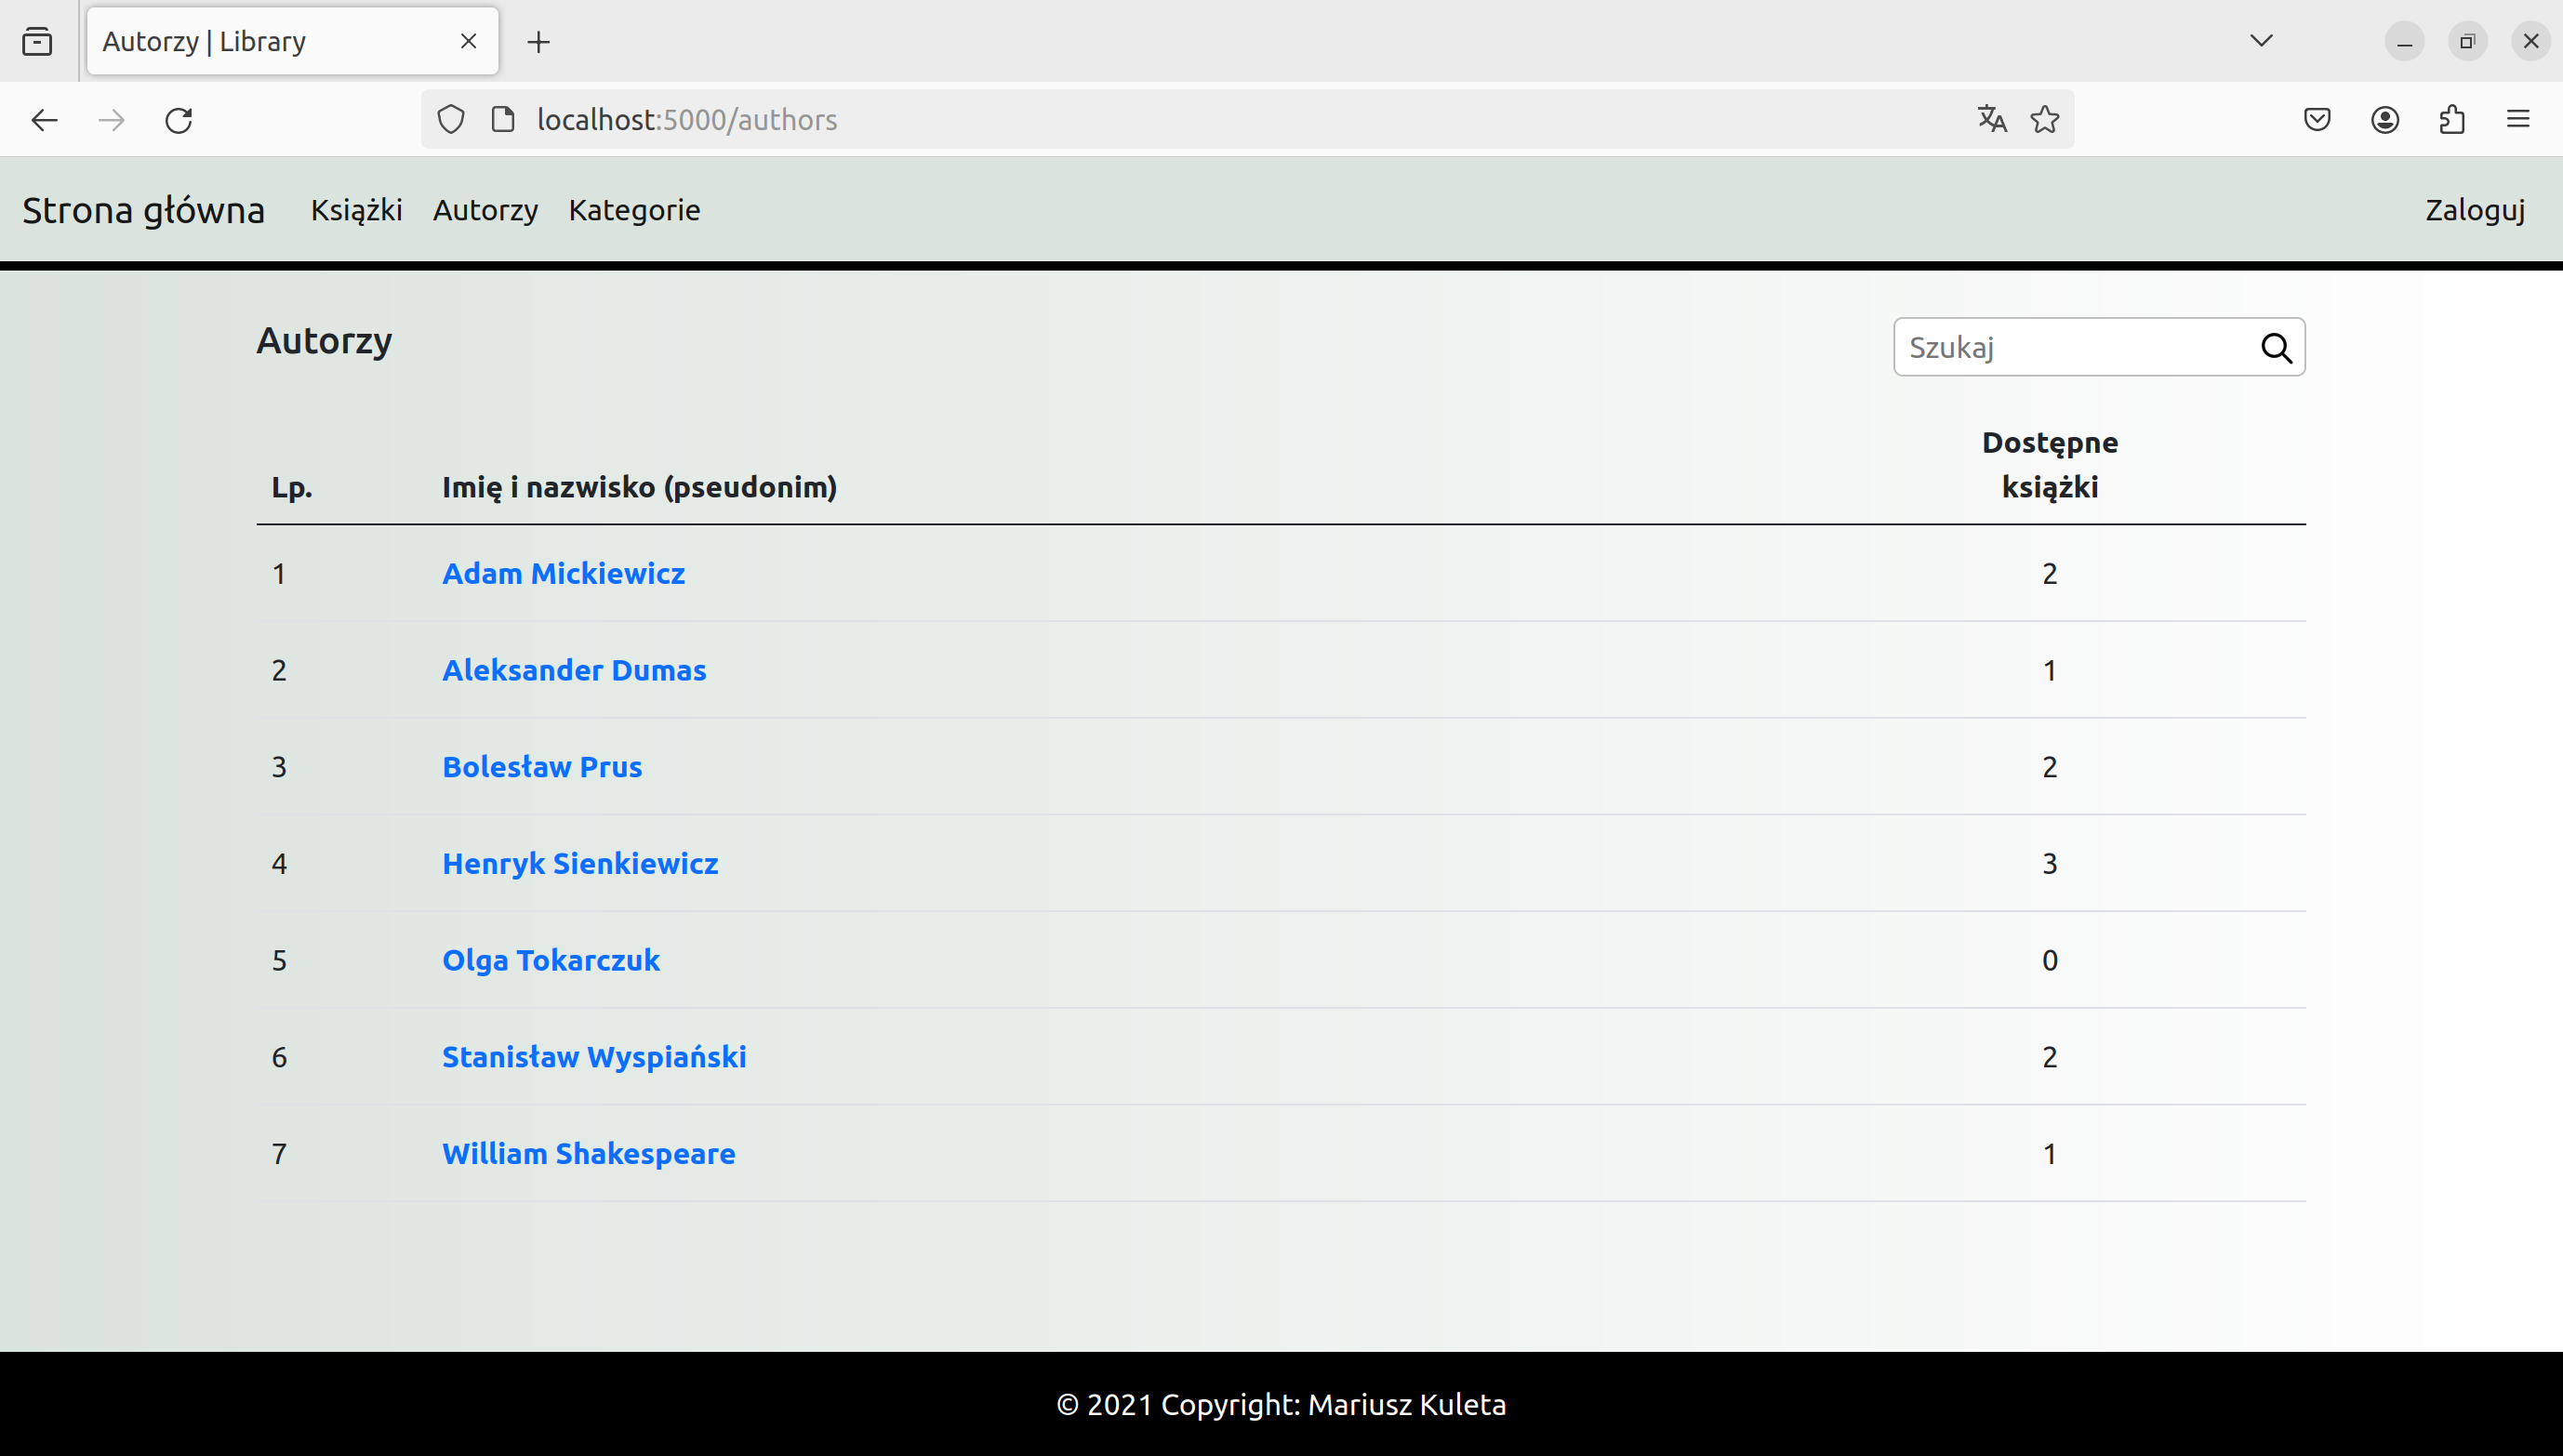 Autorzy | Library
localhost:5000/authors
Strona główna Książki Autorzy Kategorie Zaloguj
Autorzy
Szukaj
Lp. Imię i nazwisko (pseudonim) Dostępne książki
1 Adam Mickiewicz 2
2 Aleksander Dumas 1
3 Bolesław Prus 2
4 Henryk Sienkiewicz 3
5 Olga Tokarczuk 0
6 Stanisław Wyspiański 2
7 William Shakespeare 1
© 2021 Copyright: Mariusz Kuleta